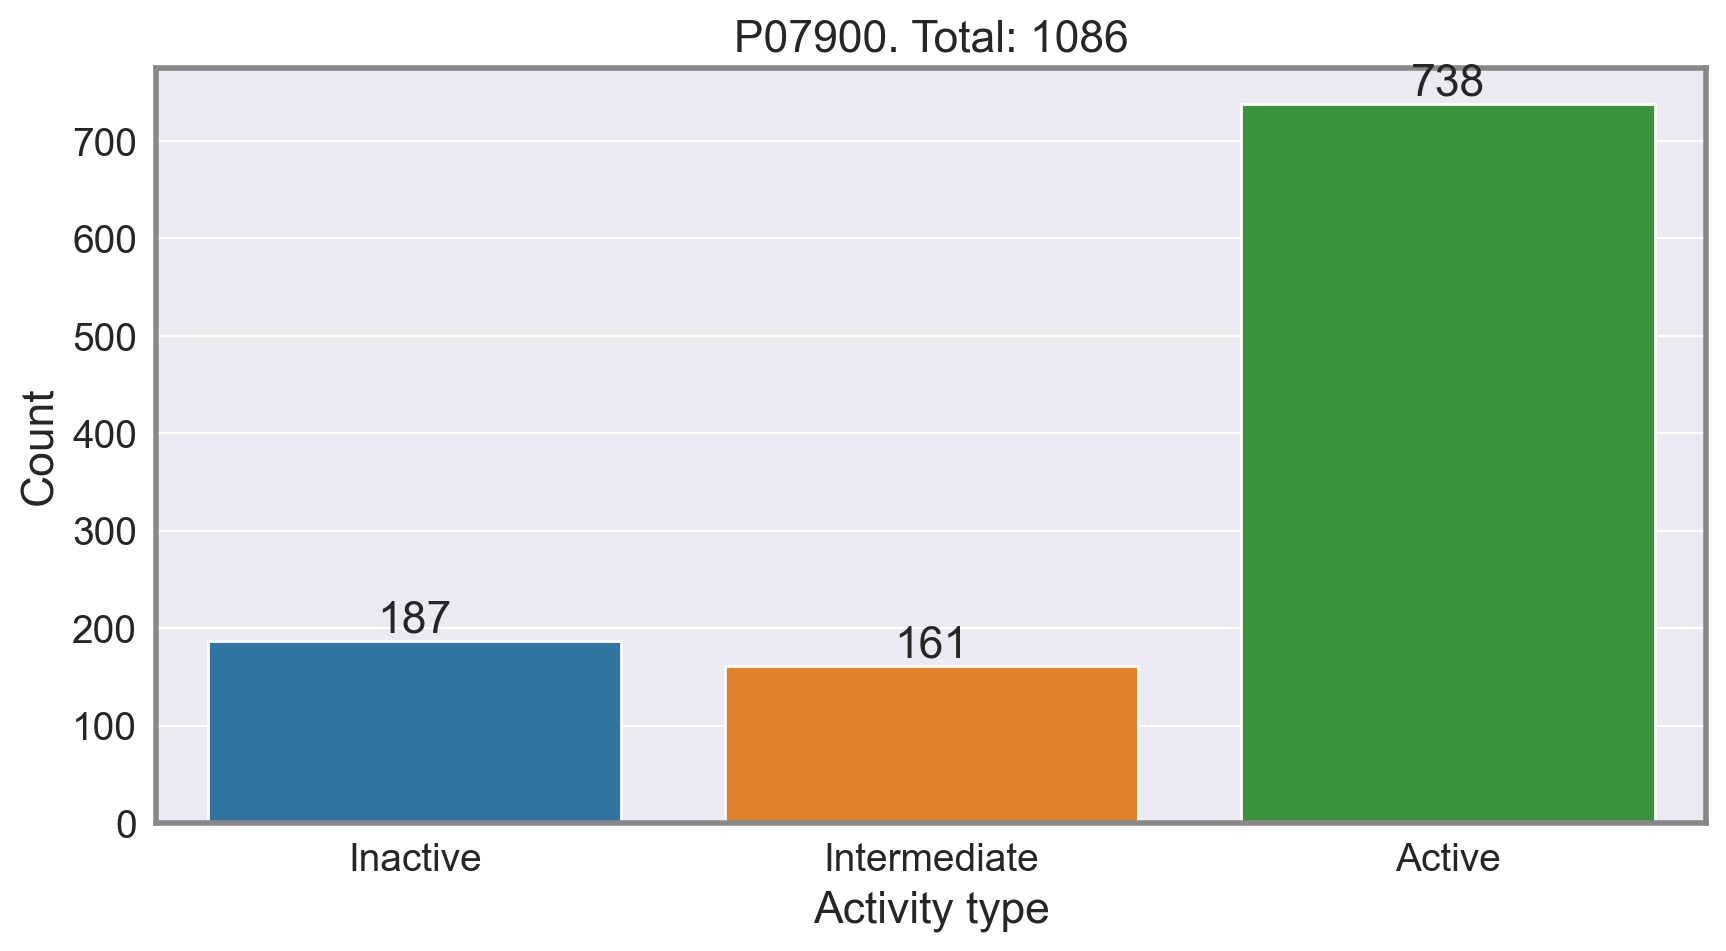 P07900. Total: 1086
738
700
600
500
400
300
200
100
0
Count
187
161
Inactive
Intermediate
Active
Activity type